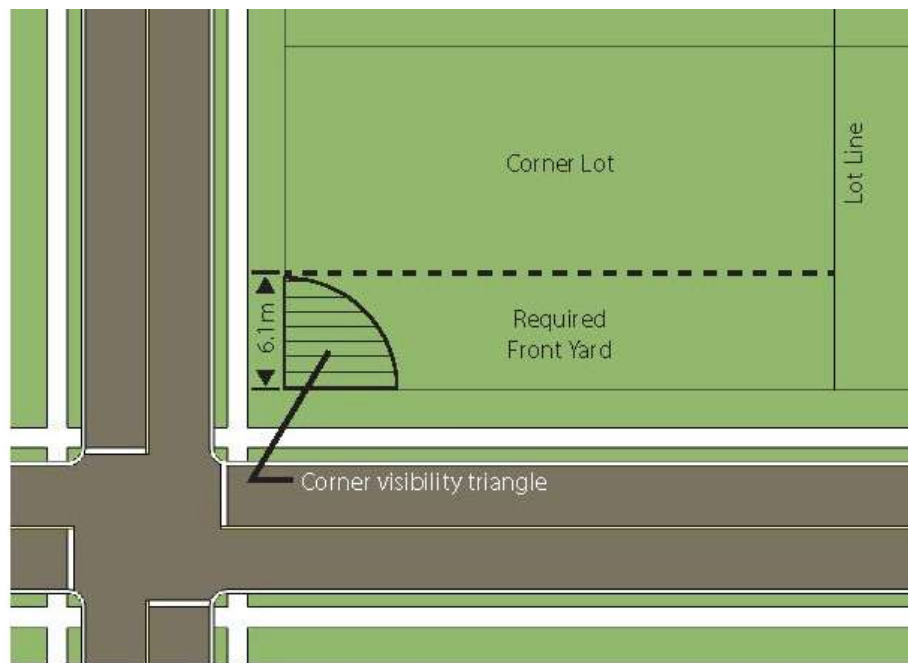 Corner Lot
Lot Line
6.1m
Required
Front Yard
Corner visibility triangle